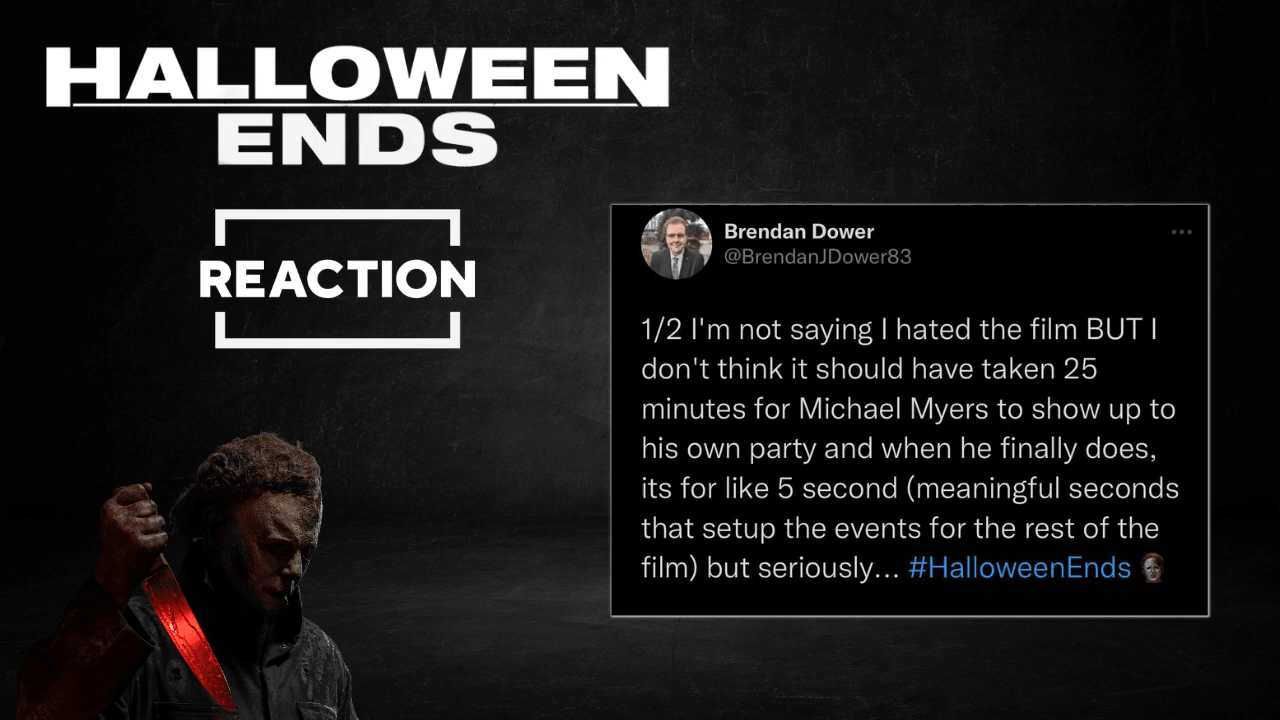 HALLOWEEN
ENDS
REACTION
Brendan Dower
@BrendanJDower83
1/2 I'm not saying I hated the film BUT I
don't think it should have taken 25
minutes for Michael Myers to show up to
his own party and when he finally does,
its for like 5 second (meaningful seconds
that setup the events for the rest of the
film) but seriously... #HalloweenEnds